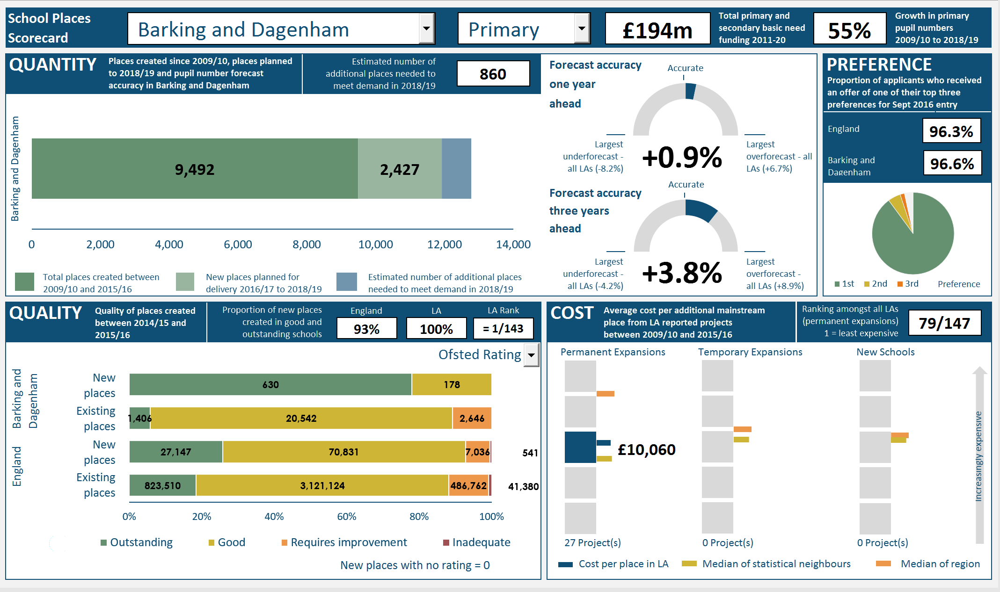 School Places
Scorecard
Barking and Dagenham
Primary
£194m
Total primary and
secondary basic need
funding 2011-20
55%
Growth in primary
pupil numbers
2009/10 to 2018/19
QUANTITY
Places created since 2009/10, places planned
to 2018/19 and pupil number forecast
accuracy in Barking and Dagenham
Estimated number of
additional places needed to
meet demand in 2018/19
860
Barking and Dagenham
9,492
2,427
0
2,000
4,000
6,000
8,000
10,000
12,000
14,000
Total places created between
2009/10 and 2015/16
New places planned for
delivery 2016/17 to 2018/19
Estimated number of additional places
needed to meet demand in 2018/19
Forecast accuracy
one year
ahead
Accurate
Largest
underforecast -
all LAs (-8.2%)
+0.9%
Largest
overforecast - all
LAs (+6.7%)
Forecast accuracy
three years
ahead
Accurate
Largest
underforecast -
all LAs (-4.2%)
+3.8%
Largest
overforecast -
all LAs (+8.9%)
PREFERENCE
Proportion of applicants who received
an offer of one of their top three
preferences for Sept 2016 entry
England
96.3%
Barking and
Dagenham
96.6%
1st
2nd
3rd
Preference
QUALITY
Quality of places created
between 2014/15 and
2015/16
Proportion of new places
created in good and
outstanding schools
England
93%
LA
100%
LA Rank
= 1/143
Ofsted Rating
Barking and
Dagenham
New
places
630
178
Existing
places
1,406
20,542
2,646
England
New
places
27,147
70,831
7,036
541
Existing
places
823,510
3,121,124
486,762
41,380
0%
20%
40%
60%
80%
100%
Outstanding
Good
Requires improvement
Inadequate
New places with no rating = 0
COST
Average cost per additional mainstream
place from LA reported projects
between 2009/10 and 2015/16
Ranking amongst all LAs
(permanent expansions)
1 = least expensive
79/147
Permanent Expansions
Temporary Expansions
New Schools
£10,060
Increasingly expensive
27 Project(s)
0 Project(s)
0 Project(s)
Cost per place in LA
Median of statistical neighbours
Median of region